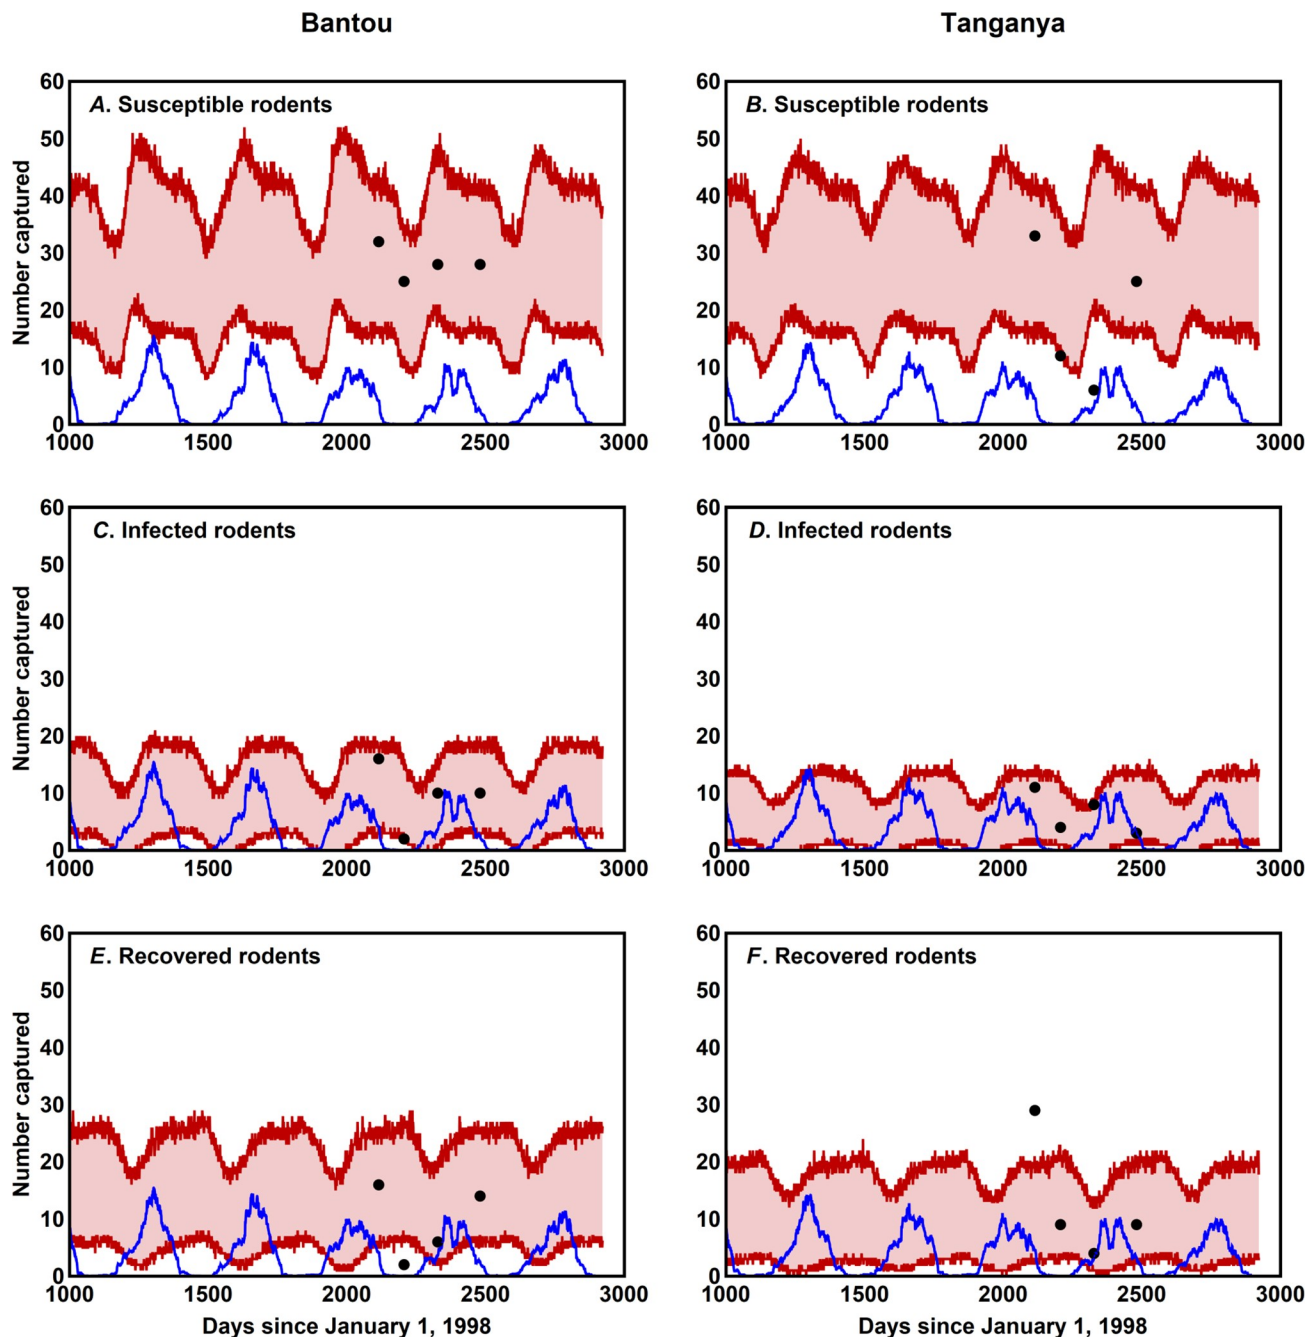 Bantou Tanganya
A. Susceptible rodents B. Susceptible rodents
60 60
50 50
40 40
30 30
20 20
10 10
0 0
Number captured
1000 1500 2000 2500 3000 1000 1500 2000 2500 3000
C. Infected rodents D. Infected rodents
60 60
50 50
40 40
30 30
20 20
10 10
0 0
Number captured
1000 1500 2000 2500 3000 1000 1500 2000 2500 3000
E. Recovered rodents F. Recovered rodents
60 60
50 50
40 40
30 30
20 20
10 10
0 0
Number captured
1000 1500 2000 2500 3000 1000 1500 2000 2500 3000
Days since January 1, 1998 Days since January 1, 1998